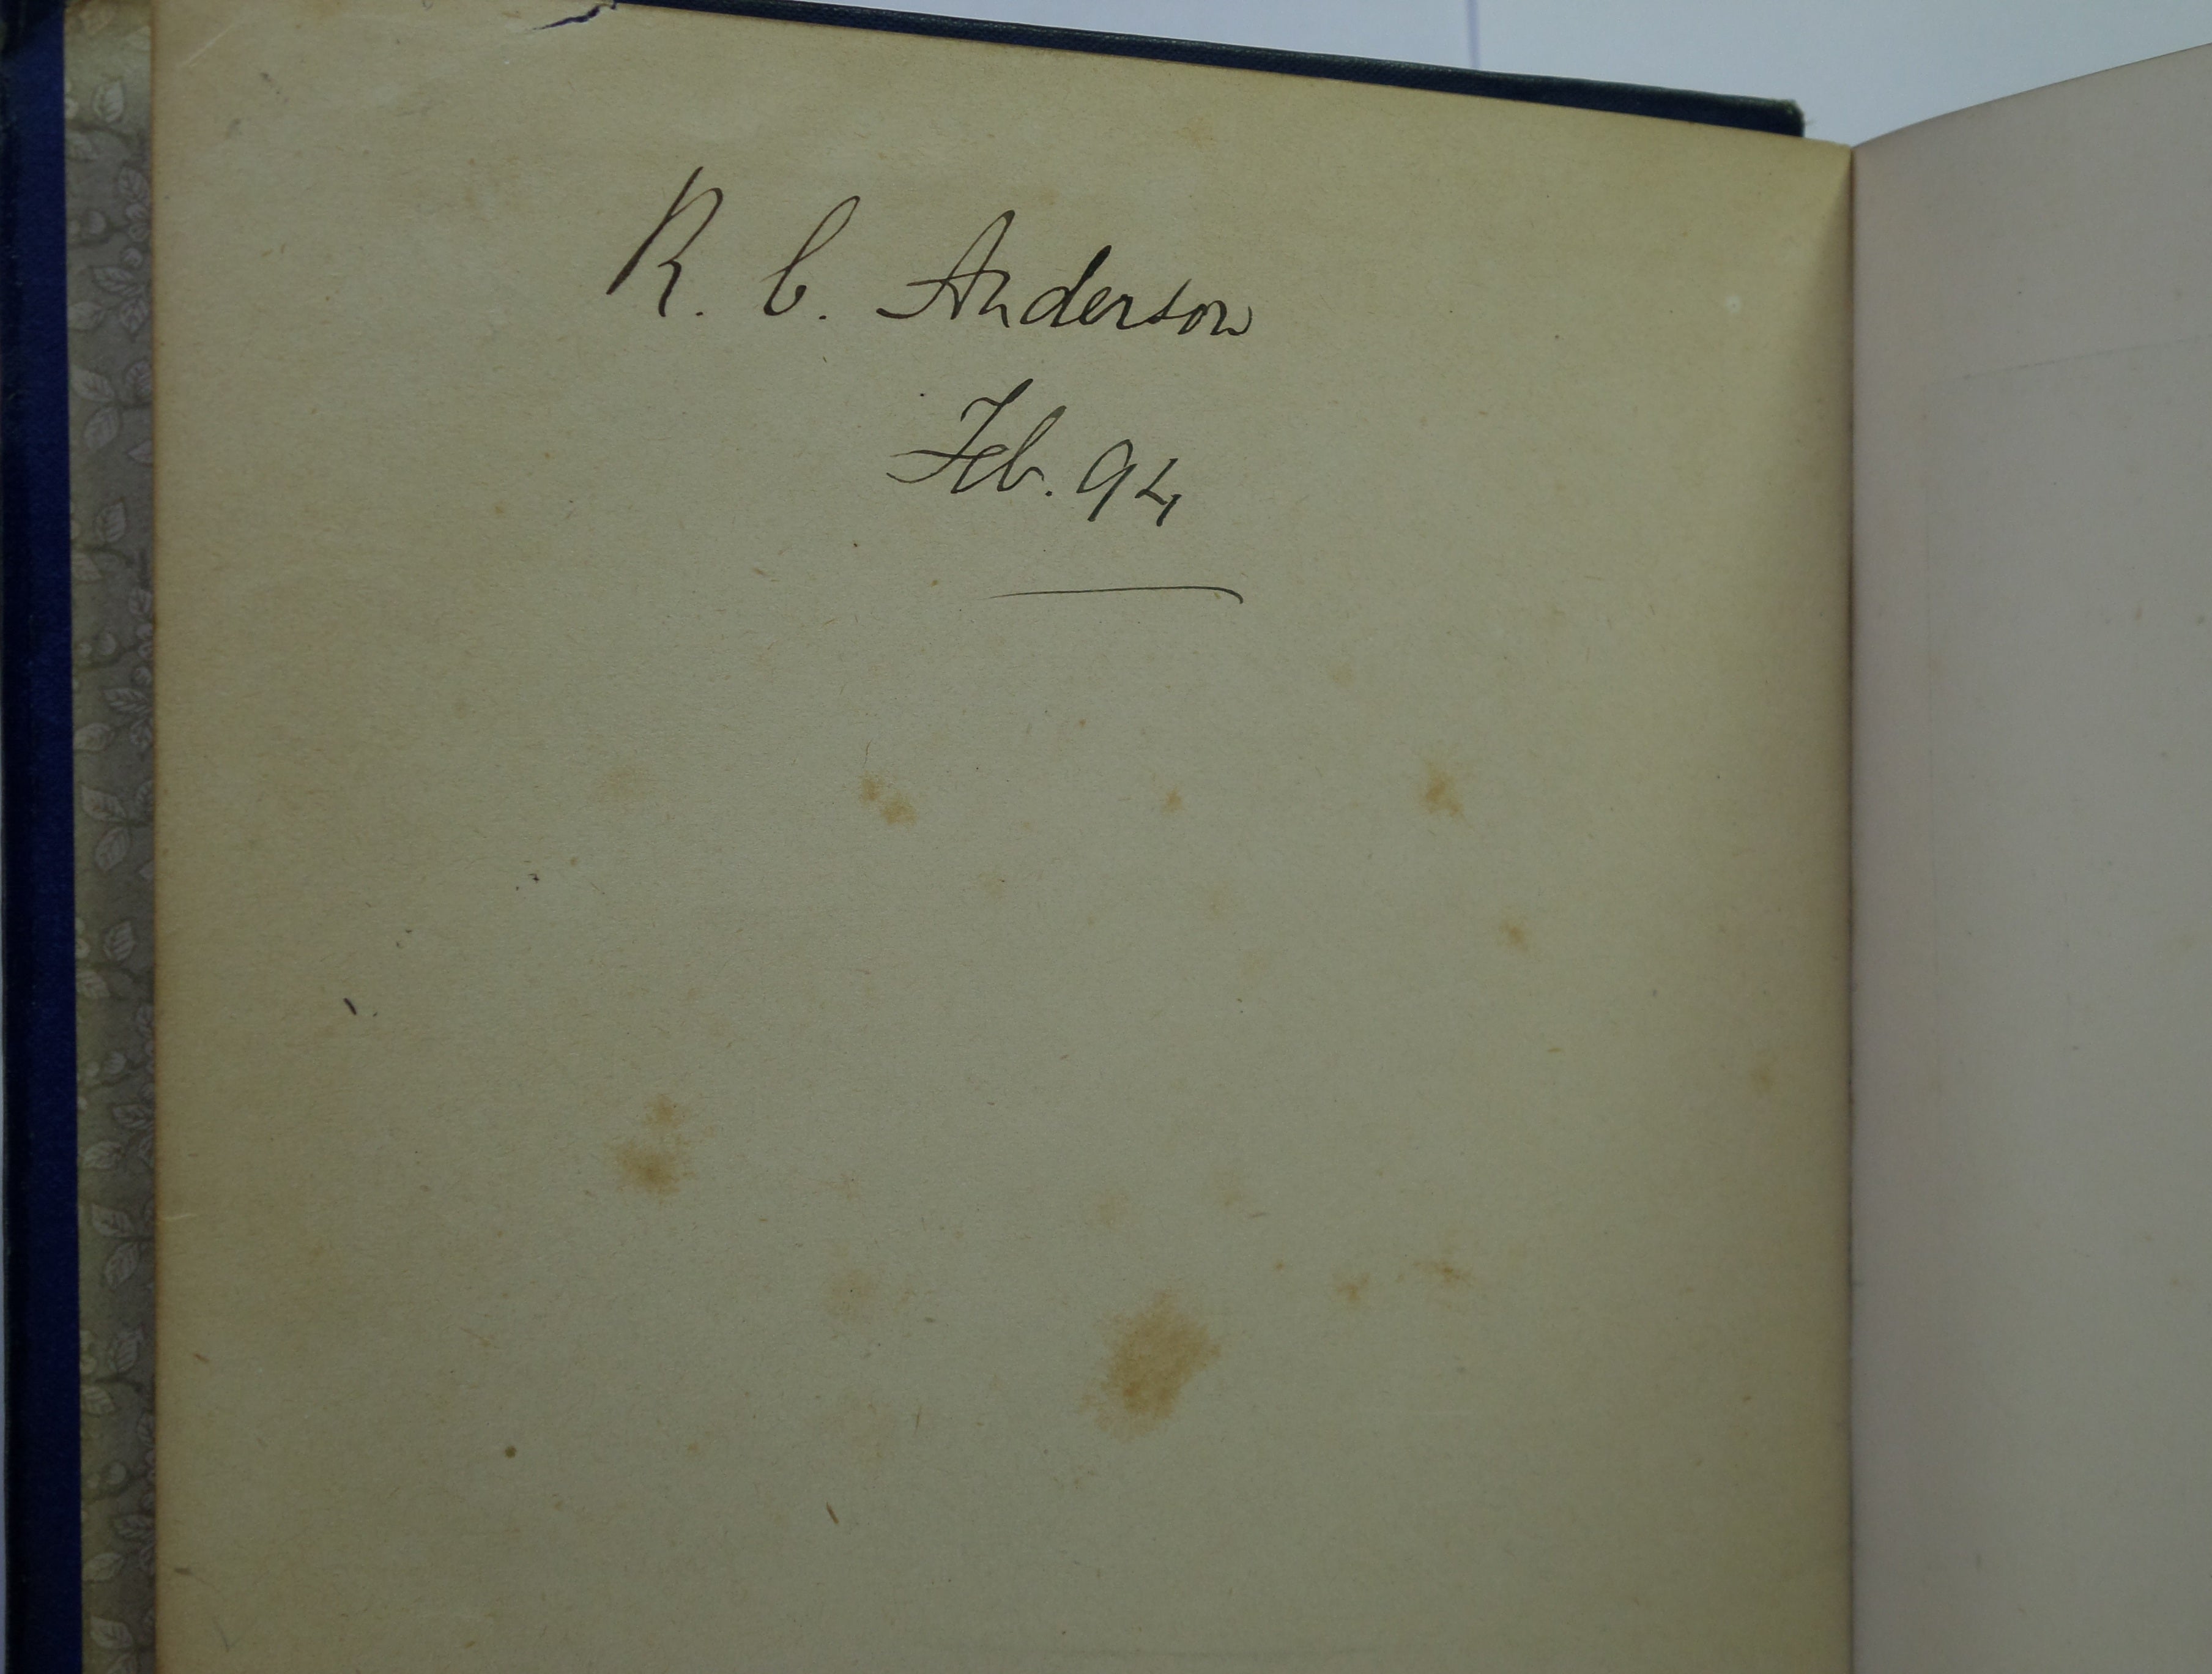 R. C. Anderson
Feb. 94